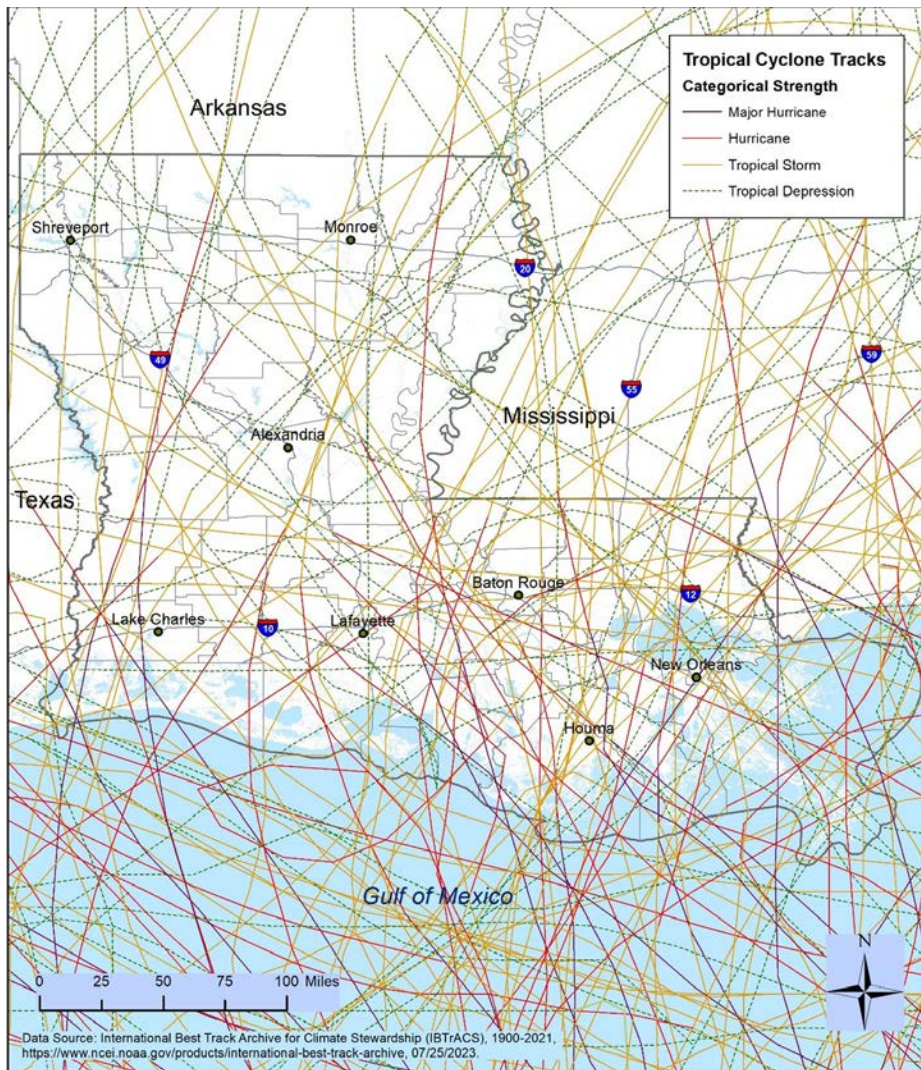 Tropical Cyclone Tracks
Categorical Strength
Major Hurricane
Hurricane
Tropical Storm
Tropical Depression
Arkansas
Shreveport
Monroe
20
49
59
55
Mississippi
Alexandria
Texas
Baton Rouge
12
Lake Charles
10
Lafayette
New Orleans
Houma
Gulf of Mexico
N
0 25 50 75 100 Miles
Data Source: International Best Track Archive for Climate Stewardship (IBTrACS), 1900-2021,
https://www.ncei.noaa.gov/products/international-best-track-archive, 07/25/2023.